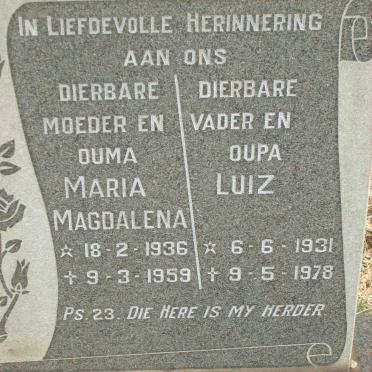 IN LIEFDEVOLLE HERINNERING
AAN ONS
DIERBARE
MOEDER EN
OUMA
MARIA
MAGDALENA
☆ 18-2-1936
✝ 9-3-1959
DIERBARE
VADER EN
OUPA
LUIZ
☆ 6-6-1931
✝ 9-5-1978
PS. 23. DIE HERE IS MY HERDER.